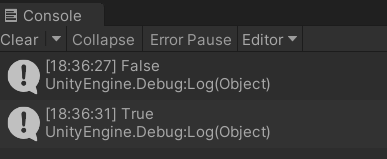 Console
Clear Collapse Error Pause Editor
[18:36:27] False
UnityEngine.Debug:Log(Object)
[18:36:31] True
UnityEngine.Debug:Log(Object)